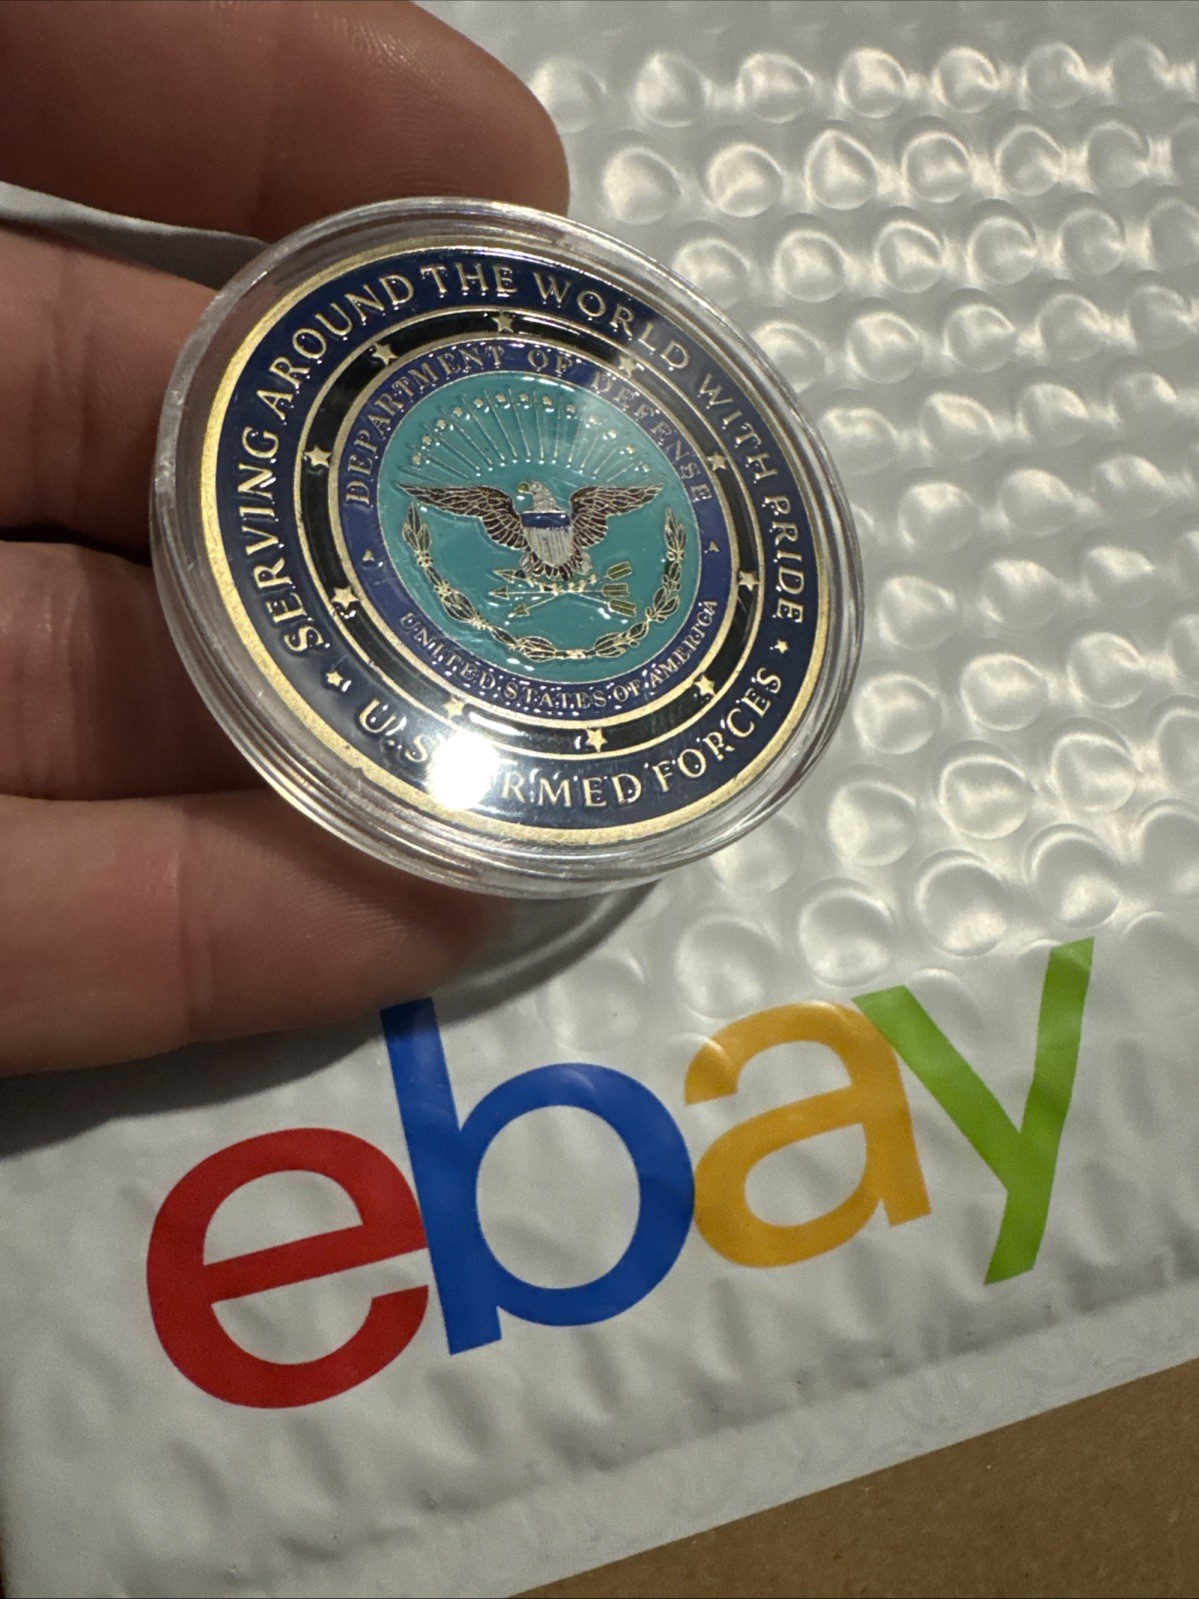 SERVING AROUND THE WORLD WITH PRIDE
DEPARTMENT OF DEFENSE
UNITED STATES OF AMERICA
U.S. ARMED FORCES
ebay